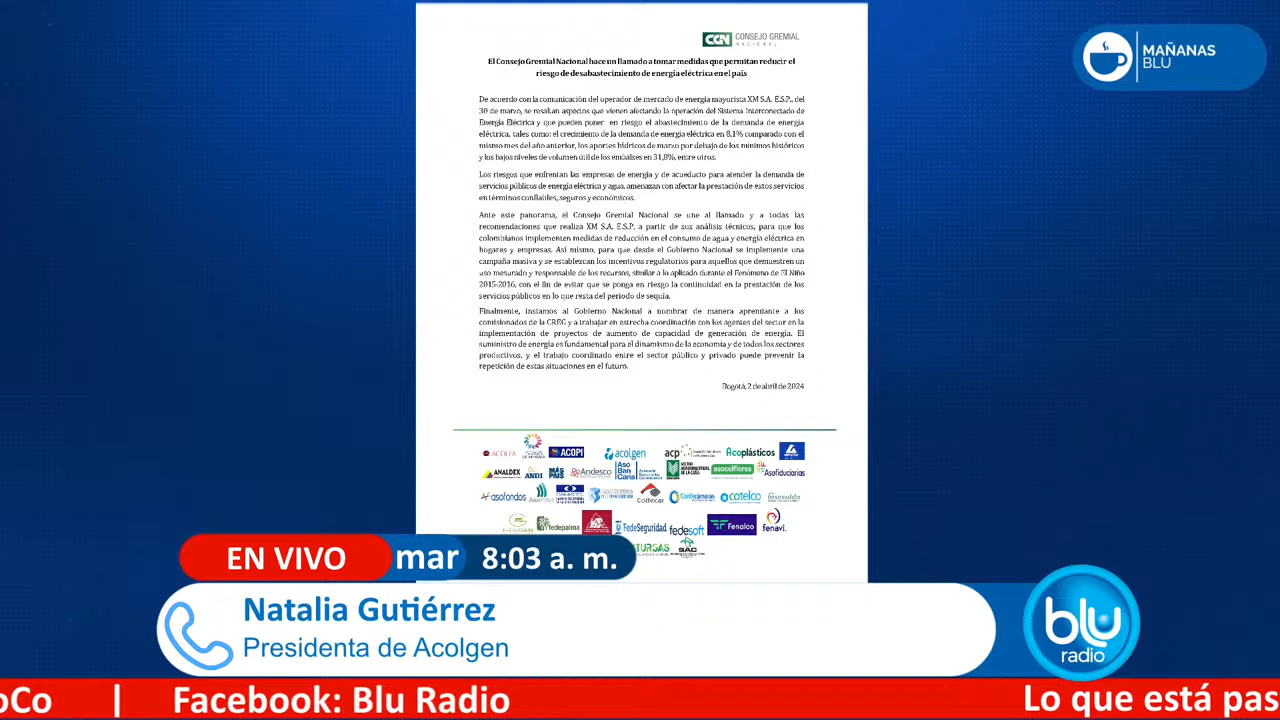 CGN CONSEJO GREMIAL
NACIONAL
MAÑANAS
BLU
El Consejo Gremial Nacional hace un llamado a tomar medidas que permitan reducir el
riesgo de desabastecimiento de energía eléctrica en el país
De acuerdo con la comunicación del operador de mercado de energía mayorista XM S.A. E.S.P., del
30 de marzo, se resaltan aspectos que vienen afectando la operación del Sistema Interconectado de
Energía Eléctrica y que pueden poner en riesgo el abastecimiento de la demanda de energía
eléctrica, tales como: el crecimiento de la demanda de energía eléctrica en 8,1% comparado con el
mismo mes del año anterior, los aportes hídricos de marzo por debajo de los mínimos históricos
y los bajos niveles de volumen útil de los embalses en 31,8%, entre otros.
Los riesgos que enfrentan las empresas de energía y de acueducto para atender la demanda de
servicios públicos de energía eléctrica y agua, amenazan con afectar la prestación de estos servicios
en términos confiables, seguros y económicos.
Ante este panorama, el Consejo Gremial Nacional se une al llamado y a todas las
recomendaciones que realiza XM S.A. E.S.P, a partir de sus análisis técnicos, para que los
colombianos implementen medidas de reducción en el consumo de agua y energía eléctrica en
hogares y empresas. Así mismo, para que desde el Gobierno Nacional se implemente una
campaña masiva y se establezcan los incentivos regulatorios para aquellos que demuestren un
uso mesurado y responsable de los recursos, similar a lo aplicado durante el Fenómeno de El Niño
2015-2016, con el fin de evitar que se ponga en riesgo la continuidad en la prestación de los
servicios públicos en lo que resta del periodo de sequía.
Finalmente, instamos al Gobierno Nacional a nombrar de manera apremiante a los
comisionados de la CREG y a trabajar en estrecha coordinación con los agentes del sector en la
implementación de proyectos de aumento de capacidad de generación de energía. El
suministro de energía es fundamental para el dinamismo de la economía y de todos los sectores
productivos, y el trabajo coordinado entre el sector público y privado puede prevenir la
repetición de estas situaciones en el futuro.
Bogotá, 2 de abril de 2024
ACOLFA ACOPI acolgen acp Acoplásticos
ANALDEX ANDI MÁS PAÍS Andesco Aso Ban Caria asocolflores Asofiduciarias
asofondos Colfecar Confecámaras cotelco fasecolda
fedepalma FedeSeguridad fedesoft Fenalco fenavi
TURGAS SAC
EN VIVO mar 8:03 a. m.
Natalia Gutiérrez
Presidenta de Acolgen
blu
radio
oCo | Facebook: Blu Radio Lo que está pas